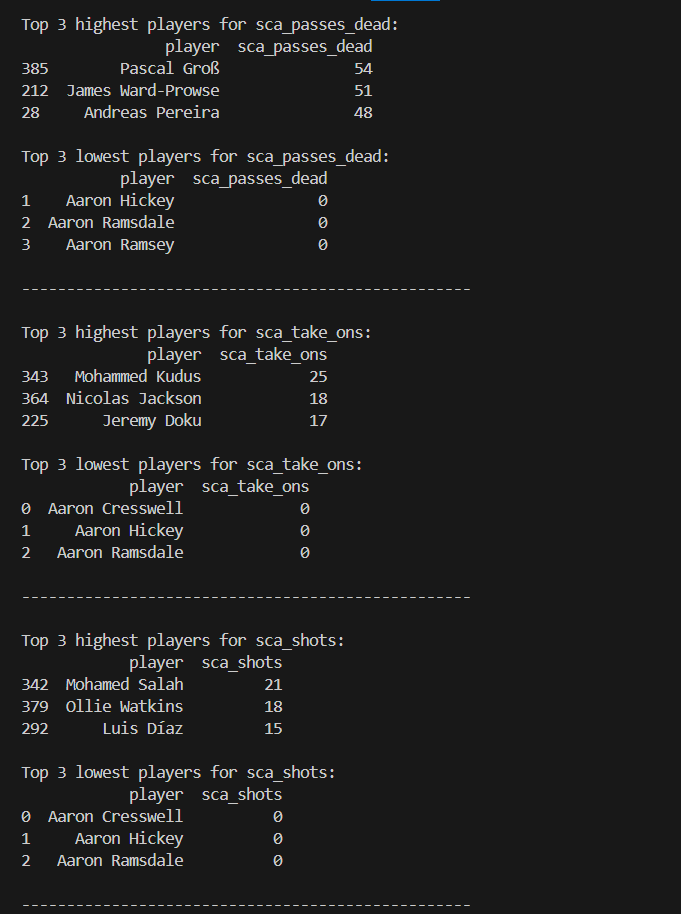 Top 3 highest players for sca_passes_dead:
player sca_passes_dead
385 Pascal Groß 54
212 James Ward-Prowse 51
28 Andreas Pereira 48
Top 3 lowest players for sca_passes_dead:
player sca_passes_dead
1 Aaron Hickey 0
2 Aaron Ramsdale 0
3 Aaron Ramsey 0
--------------------------------------------------
Top 3 highest players for sca_take_ons:
player sca_take_ons
343 Mohammed Kudus 25
364 Nicolas Jackson 18
225 Jeremy Doku 17
Top 3 lowest players for sca_take_ons:
player sca_take_ons
0 Aaron Cresswell 0
1 Aaron Hickey 0
2 Aaron Ramsdale 0
--------------------------------------------------
Top 3 highest players for sca_shots:
player sca_shots
342 Mohamed Salah 21
379 Ollie Watkins 18
292 Luis Díaz 15
Top 3 lowest players for sca_shots:
player sca_shots
0 Aaron Cresswell 0
1 Aaron Hickey 0
2 Aaron Ramsdale 0
--------------------------------------------------